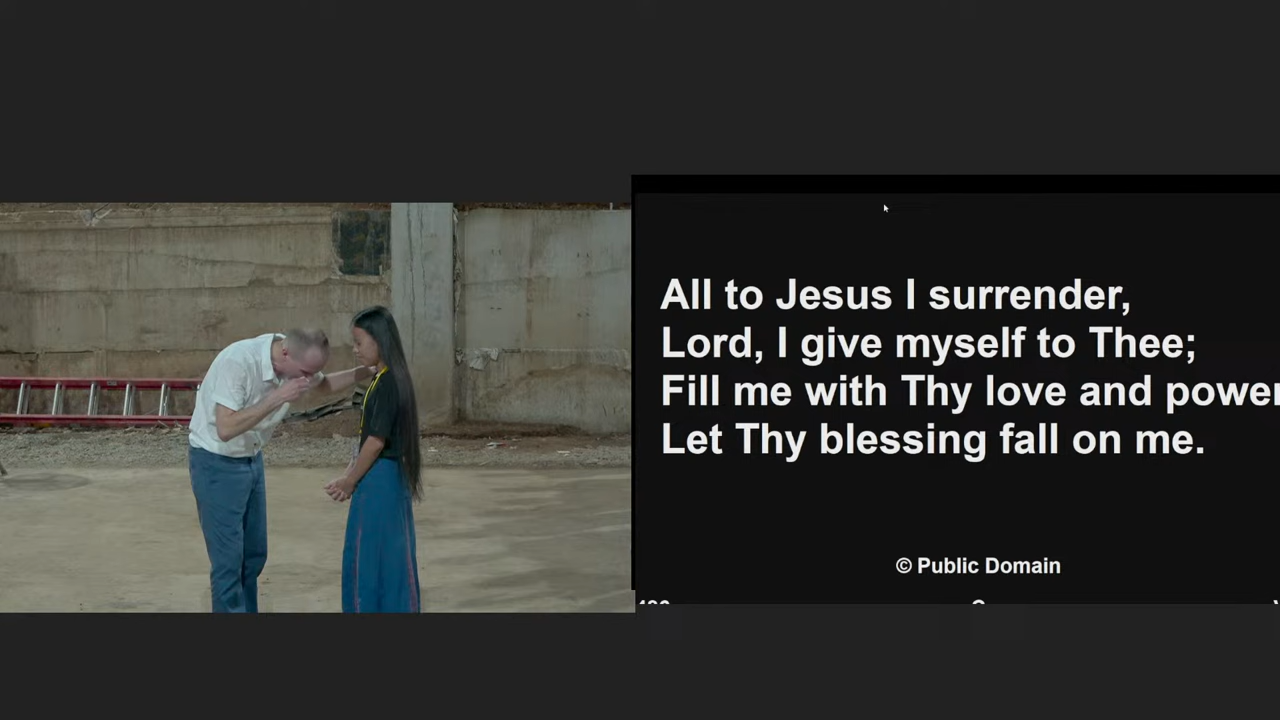 All to Jesus I surrender,
Lord, I give myself to Thee;
Fill me with Thy love and power
Let Thy blessing fall on me.
© Public Domain